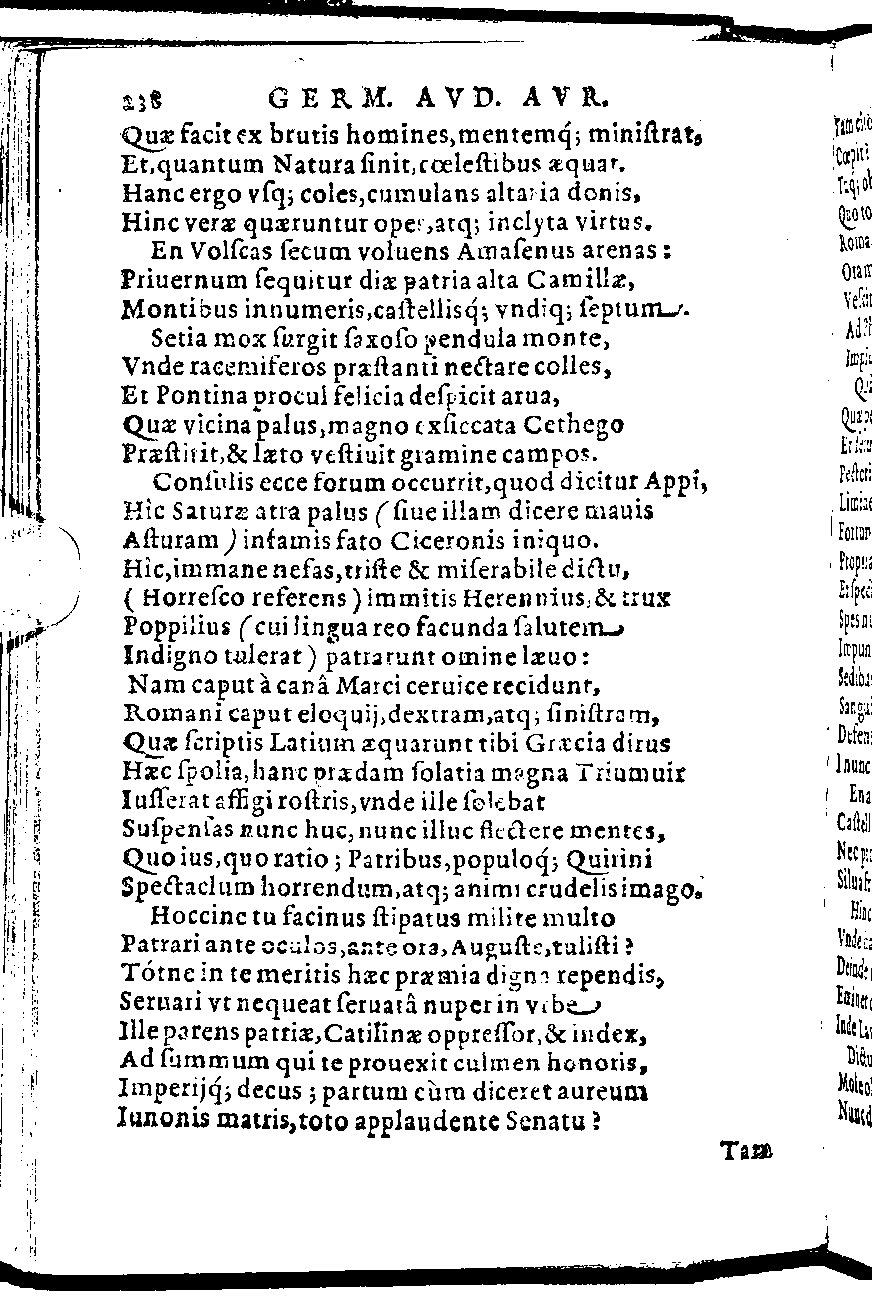 238 GERM. AVD. AVR.
Quæ facit ex brutis homines,mentemq́; miniſtrat,
Et,quantum Natura ſinit,cœleſtibus æquat.
Hanc ergo vſq; coles,cumulans altaria donis,
Hinc veræ quæruntur opes,atq; inclyta virtus.
En Volſcas ſecum voluens Amaſenus arenas:
Priuernum ſequitur diæ patria alta Camillæ,
Montibus innumeris,caſtellisq́; vndiq; ſeptum.
Setia mox ſurgit ſaxoſo pendula monte,
Vnde racemiferos præſtanti nectare colles,
Et Pontina procul felicia deſpicit arua,
Quæ vicina palus,magno exſiccata Cethego
Præſtitit,& læto veſtiuit gramine campos.
Conſulis ecce forum occurrit,quod dicitur Appi,
Hìc Saturæ atra palus (ſiue illam dicere mauis
Aſturam) infamis fato Ciceronis iniquo.
Hìc,immane nefas,triſte & miſerabile dictu,
(Horreſco referens) immitis Herennius,& trux
Poppilius (cui lingua reo facunda ſalutem
Indigno tulerat) patrarunt omine læuo:
Nam caput à canâ Marci ceruice recidunt,
Romani caput eloquij,dextram,atq; ſiniſtram,
Quæ ſcriptis Latium æquarunt tibi Græcia dirus
Hæc ſpolia,hanc prædam ſolatia magna Triumuir
Iuſſerat affigi roſtris,vnde ille ſolebat
Suſpenſas nunc huc,nunc illuc flectere mentes,
Quo ius,quo ratio; Patribus,populoq́; Quirini
Spectaclum horrendum,atq; animi crudelis imago.
Hoccine tu facinus ſtipatus milite multo
Patrari ante oculos,ante ora,Auguſte,tuliſti?
Tótne in te meritis hæc præmia digna rependis,
Seruari vt nequeat ſeruatâ nuper in vrbe
Ille parens patriæ,Catilinæ oppreſſor,& index,
Ad ſummum qui te prouexit culmen honoris,
Imperijq́; decus; partum cùm diceret aureum
Iunonis matris,toto applaudente Senatu?
Tam